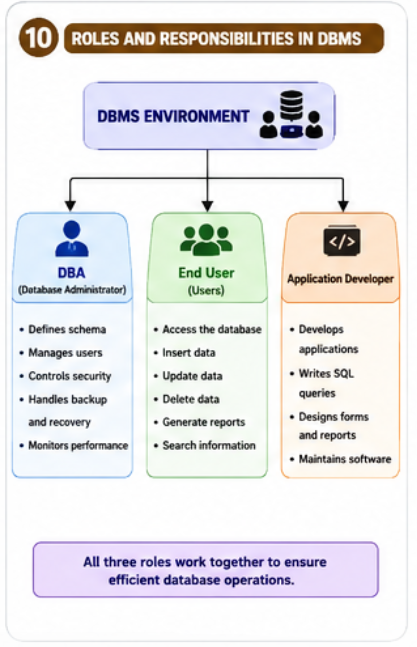 10 ROLES AND RESPONSIBILITIES IN DBMS
DBMS ENVIRONMENT
DBA
(Database Administrator)
• Defines schema
• Manages users
• Controls security
• Handles backup
and recovery
• Monitors performance
End User
(Users)
• Access the database
• Insert data
• Update data
• Delete data
• Generate reports
• Search information
</>
Application Developer
• Develops
applications
• Writes SQL
queries
• Designs forms
and reports
• Maintains software
All three roles work together to ensure
efficient database operations.